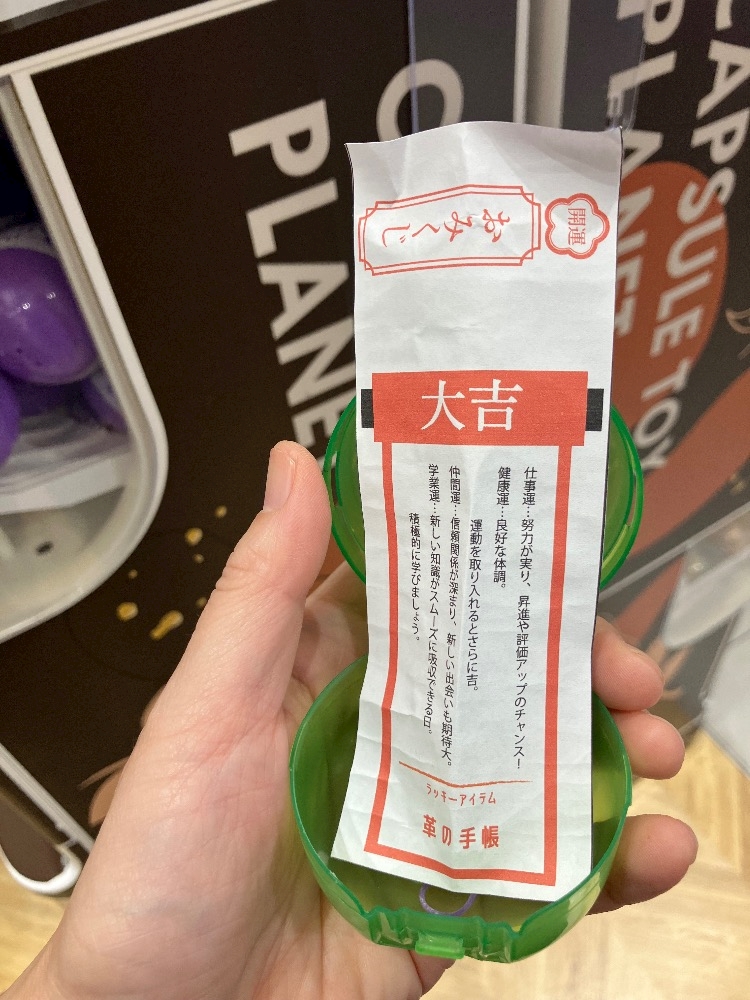 開運
おみくじ
大吉
仕事運…努力が実り、昇進や評価アップのチャンス！
健康運…良好な体調。
運動を取り入れるとさらに吉。
仲間運…信頼関係が深まり、新しい出会いも期待大。
学業運…新しい知識がスムーズに吸収できる日。
積極的に学びましょう。
ラッキーアイテム
革の手帳
C
PLANE
CAPSULE TOY
PLANET